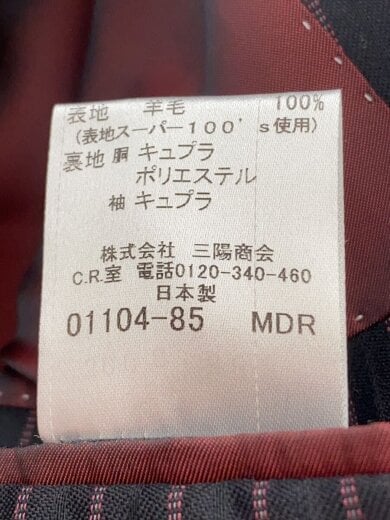 表地 羊毛 100%
(表地スーパー100's使用)
裏地 胴 キュプラ
ポリエステル
袖 キュプラ
株式会社 三陽商会
C.R.室 電話0120-340-460
日本製
01104-85 MDR